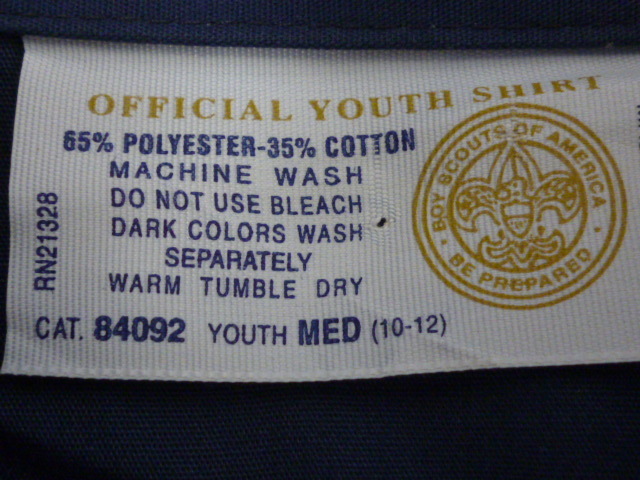 OFFICIAL YOUTH SHIRT
65% POLYESTER-35% COTTON
MACHINE WASH
DO NOT USE BLEACH
DARK COLORS WASH
SEPARATELY
WARM TUMBLE DRY
CAT. 84092 YOUTH MED (10-12)
RN21328
BOY SCOUTS OF AMERICA
BE PREPARED